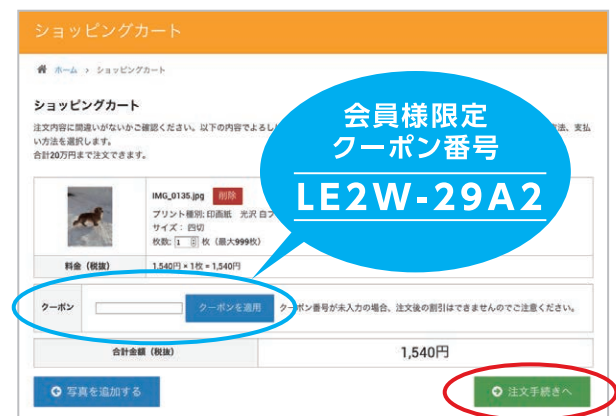 ショッピングカート
ホーム > ショッピングカート
ショッピングカート
注文内容に間違いがないかご確認ください。以下の内容でよろし
法、支払
い方法を選択します。
合計20万円まで注文できます。
会員様限定
クーポン番号
LE2W-29A2
IMG_0135.jpg 削除
プリント種別: 印画紙 光沢 白フ
サイズ: 四切
枚数: 1 枚（最大999枚）
料金（税抜） 1,540円 × 1枚 = 1,540円
クーポン クーポンを適用 クーポン番号が未入力の場合、注文後の割引はできませんのでご注意ください。
合計金額（税抜） 1,540円
写真を追加する 注文手続きへ